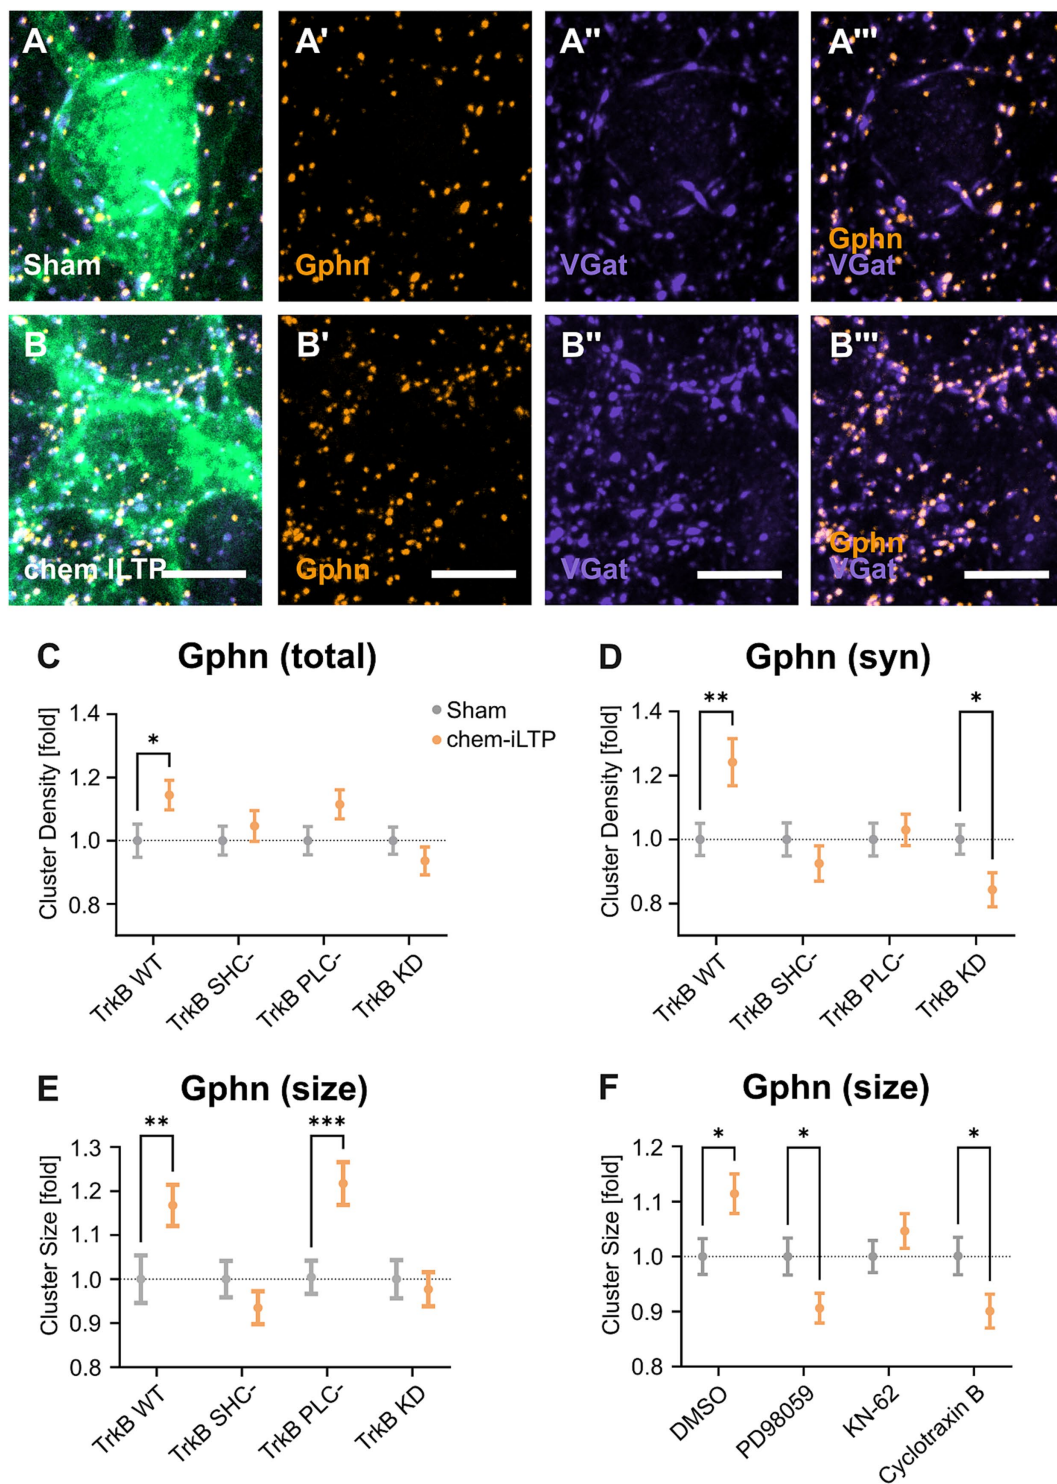 A
Sham
A'
Gphn
A''
VGat
A'''
Gphn
VGat
B
chem iLTP
B'
Gphn
B''
VGat
B'''
Gphn
VGat
C Gphn (total)
Cluster Density [fold]
1.4
1.2
1.0
0.8
*
Sham
chem-iLTP
TrkB WT
TrkB SHC-
TrkB PLC-
TrkB KD
D Gphn (syn)
Cluster Density [fold]
1.4
1.2
1.0
0.8
**
*
TrkB WT
TrkB SHC-
TrkB PLC-
TrkB KD
E Gphn (size)
Cluster Size [fold]
1.3
1.2
1.1
1.0
0.9
0.8
**
***
TrkB WT
TrkB SHC-
TrkB PLC-
TrkB KD
F Gphn (size)
Cluster Size [fold]
1.2
1.1
1.0
0.9
0.8
*
*
*
DMSO
PD98059
KN-62
Cyclotraxin B